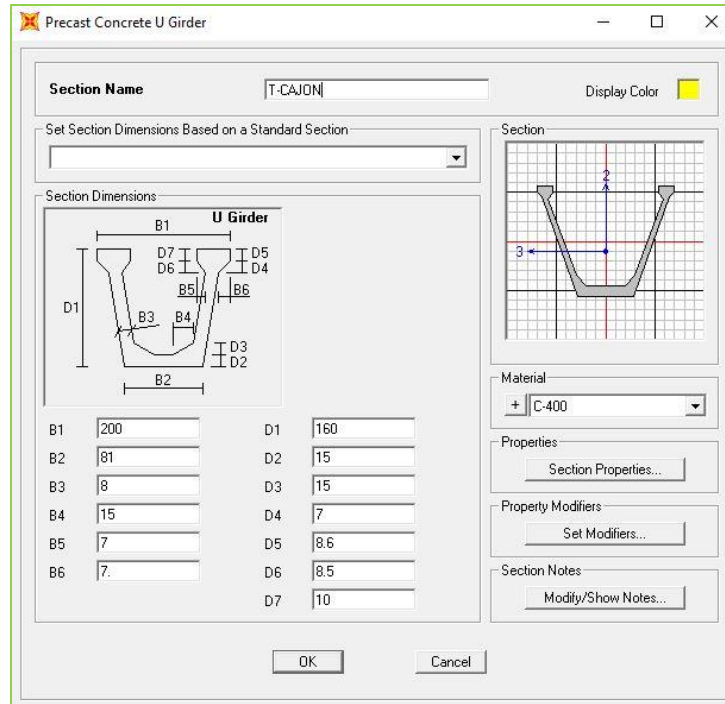 Precast Concrete U Girder
Section Name T-CAJON Display Color
Set Section Dimensions Based on a Standard Section
Section
2
3
Section Dimensions
U Girder
B1
D7 D5
D6 D4
B5 B6
D1
B3 B4
D3
D2
B2
Material
+ C-400
B1 200 D1 160
B2 81 D2 15
B3 8 D3 15
B4 15 D4 7
B5 7 D5 8.6
B6 7. D6 8.5
D7 10
Properties
Section Properties...
Property Modifiers
Set Modifiers...
Section Notes
Modify/Show Notes...
OK Cancel